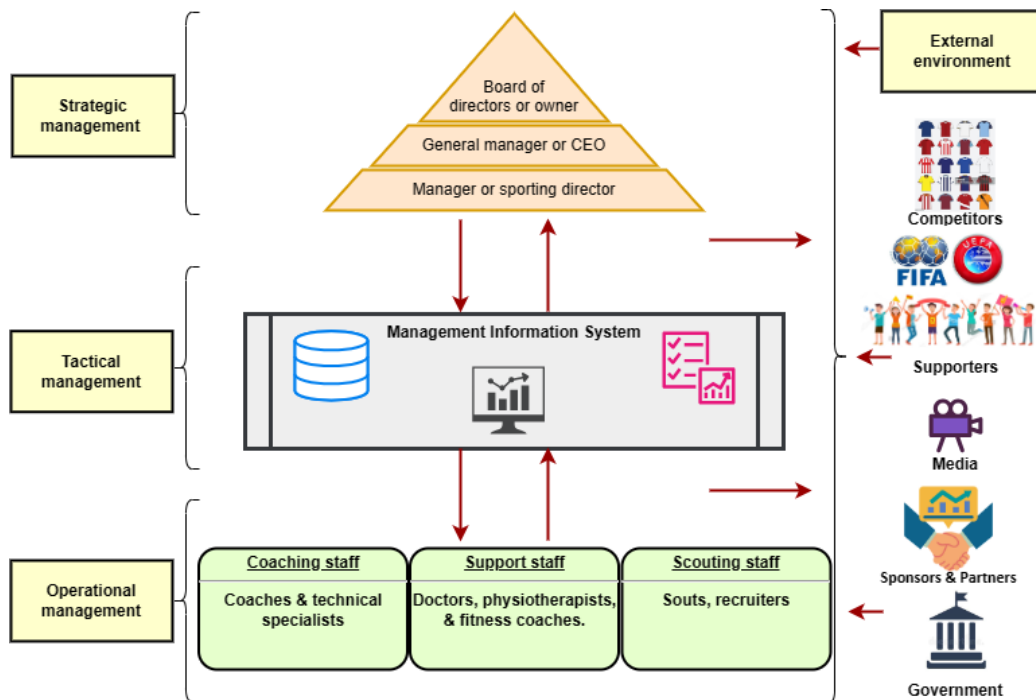 External
environment
Strategic
management
Board of
directors or owner
General manager or CEO
Manager or sporting director
Competitors
UEFA
FIFA
Tactical
management
Management Information System
Supporters
Media
Operational
management
Coaching staff
Coaches & technical
specialists
Support staff
Doctors, physiotherapists,
& fitness coaches.
Scouting staff
Souts, recruiters
Sponsors & Partners
Government